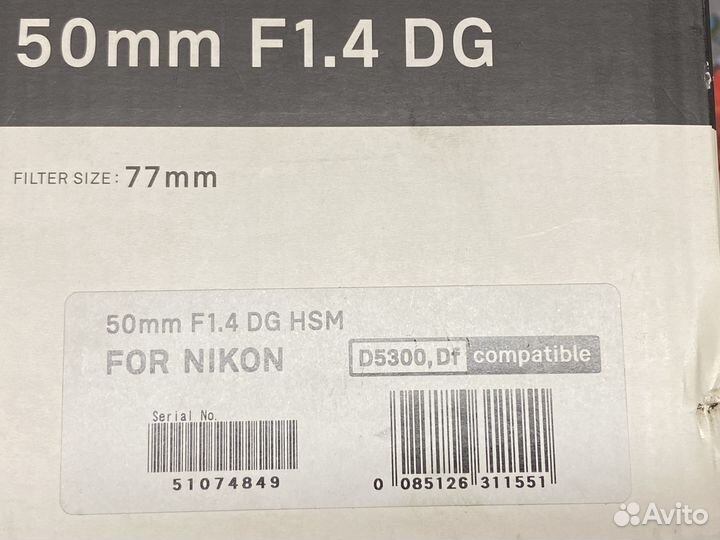 50mm F1.4 DG
FILTER SIZE: 77mm
50mm F1.4 DG HSM
FOR NIKON
D5300, Df compatible
Serial No.
51074849
0 085126 311551
Avito